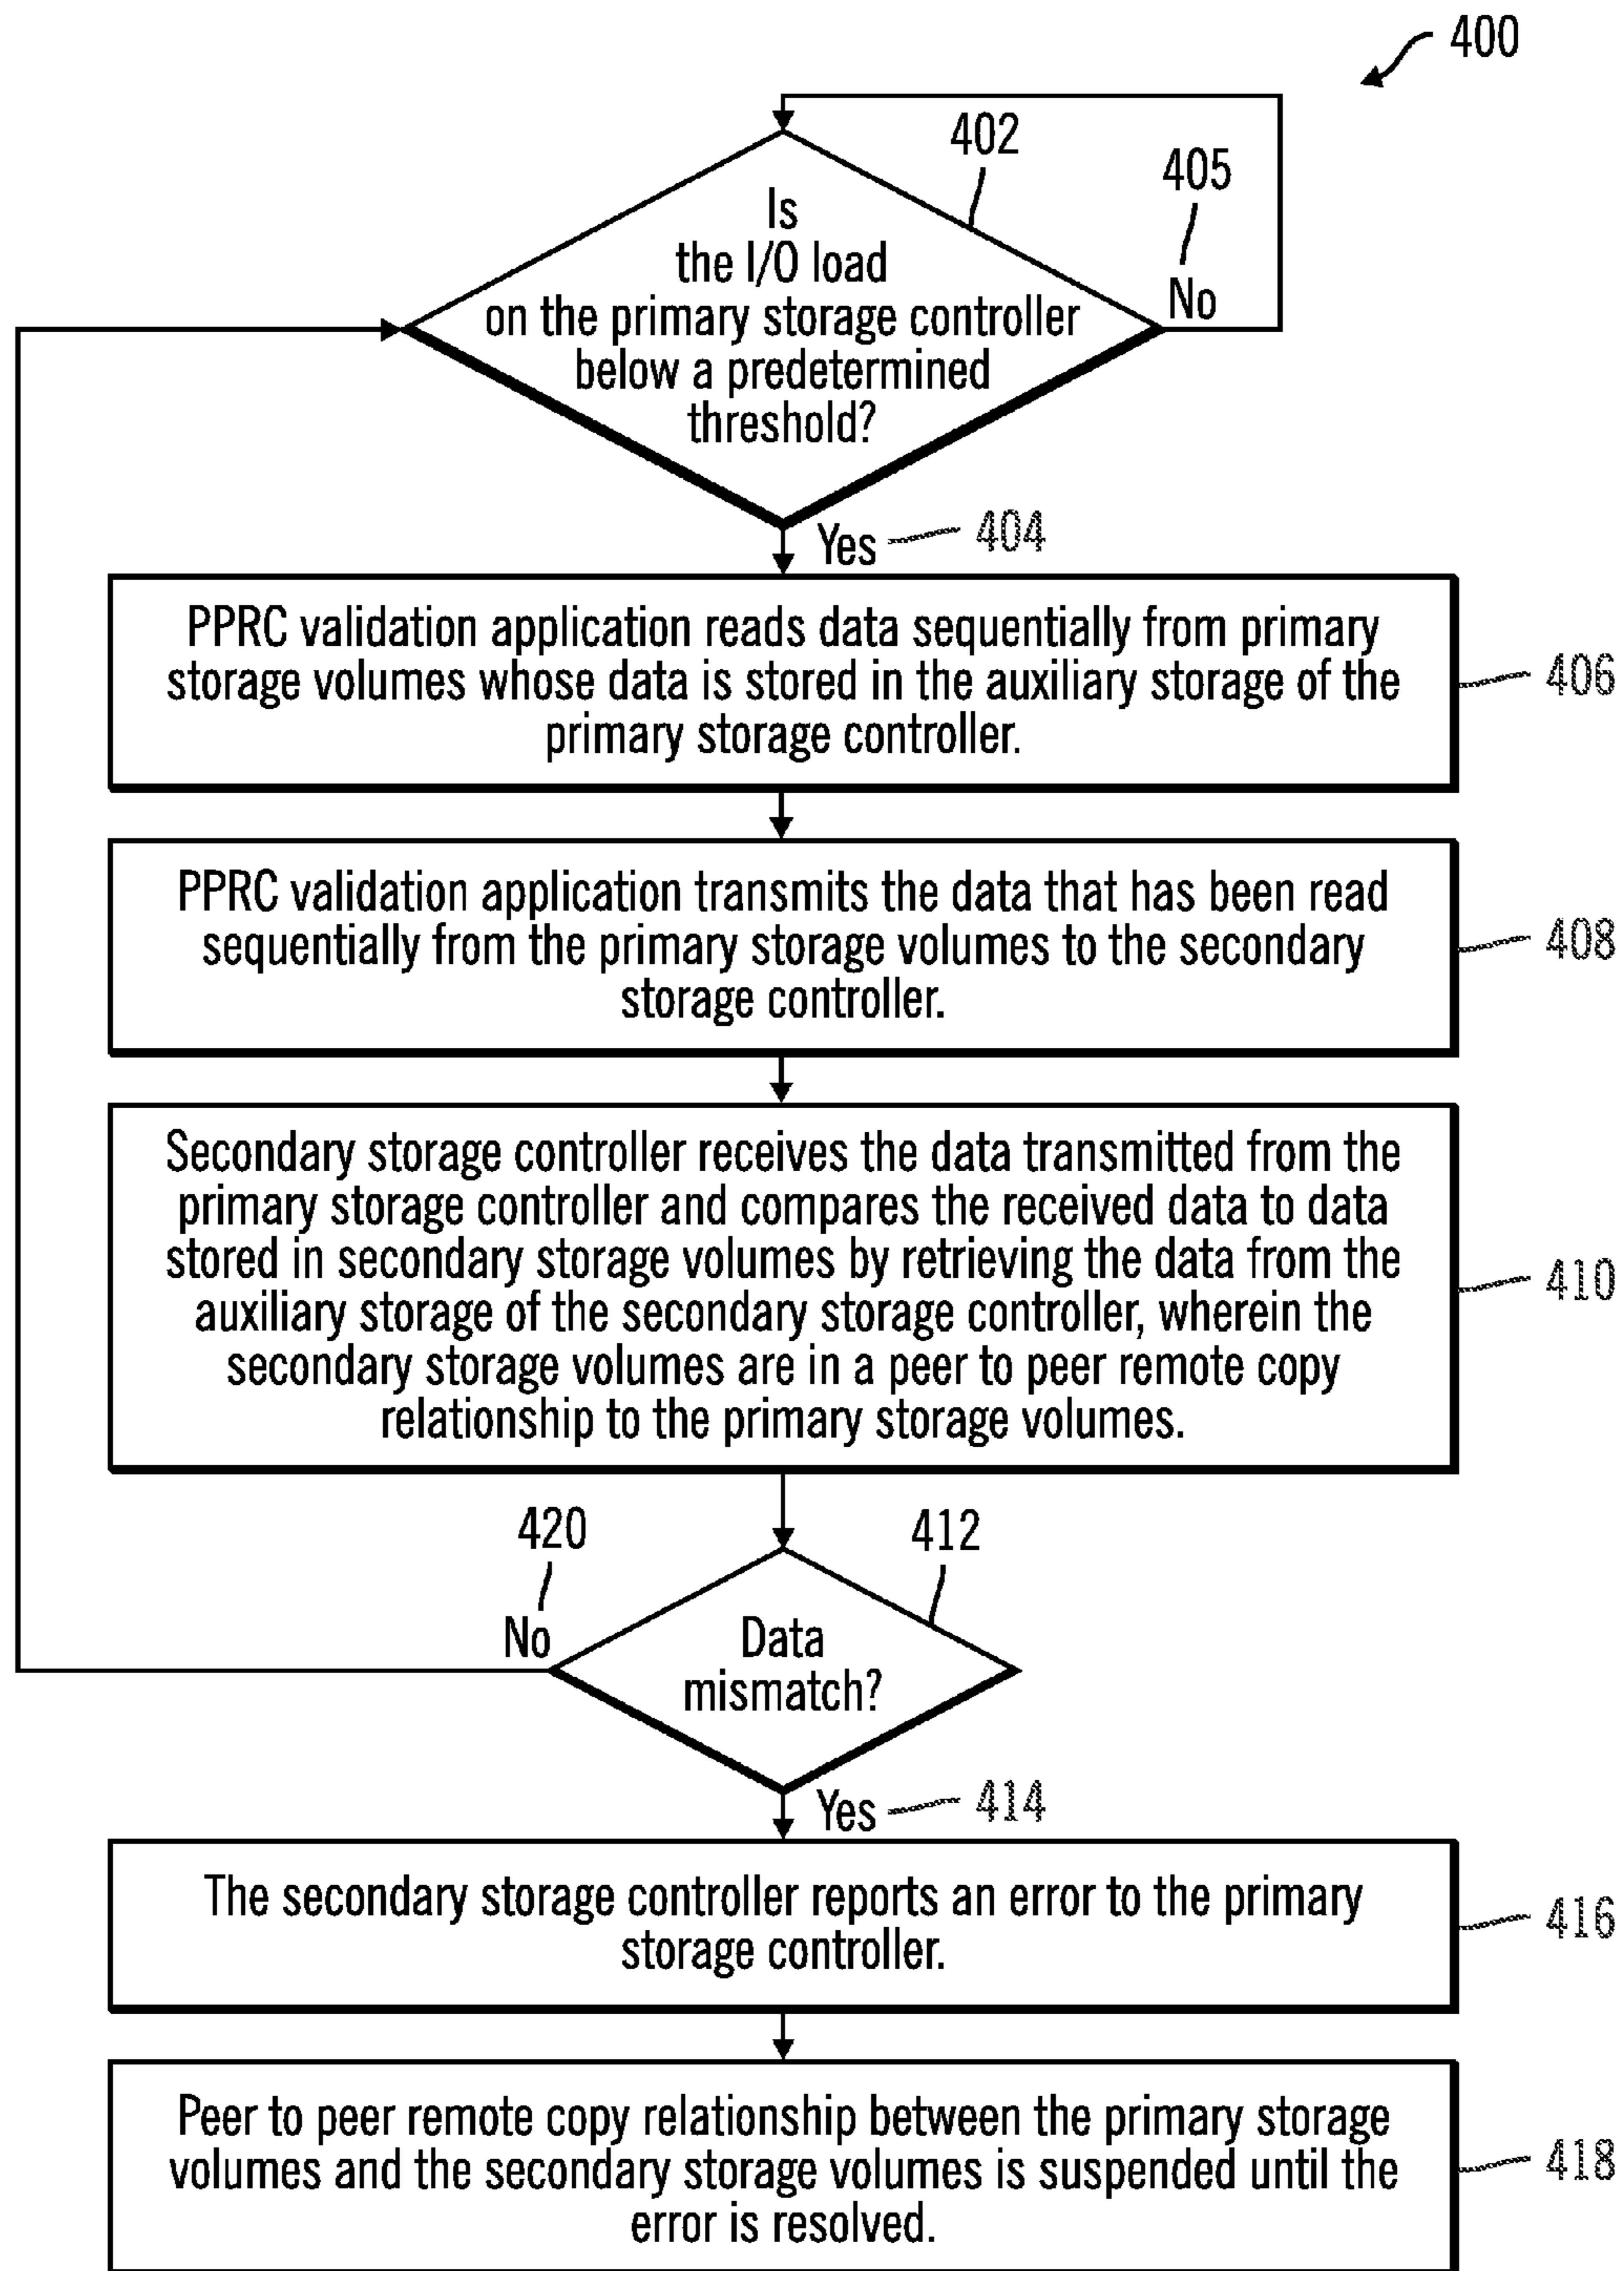 400
402
405
Is
the I/O load
on the primary storage controller
below a predetermined
threshold?
No
Yes
404
PPRC validation application reads data sequentially from primary
storage volumes whose data is stored in the auxiliary storage of the
primary storage controller.
406
PPRC validation application transmits the data that has been read
sequentially from the primary storage volumes to the secondary
storage controller.
408
Secondary storage controller receives the data transmitted from the
primary storage controller and compares the received data to data
stored in secondary storage volumes by retrieving the data from the
auxiliary storage of the secondary storage controller, wherein the
secondary storage volumes are in a peer to peer remote copy
relationship to the primary storage volumes.
410
420
412
No
Data
mismatch?
Yes
414
The secondary storage controller reports an error to the primary
storage controller.
416
Peer to peer remote copy relationship between the primary storage
volumes and the secondary storage volumes is suspended until the
error is resolved.
418